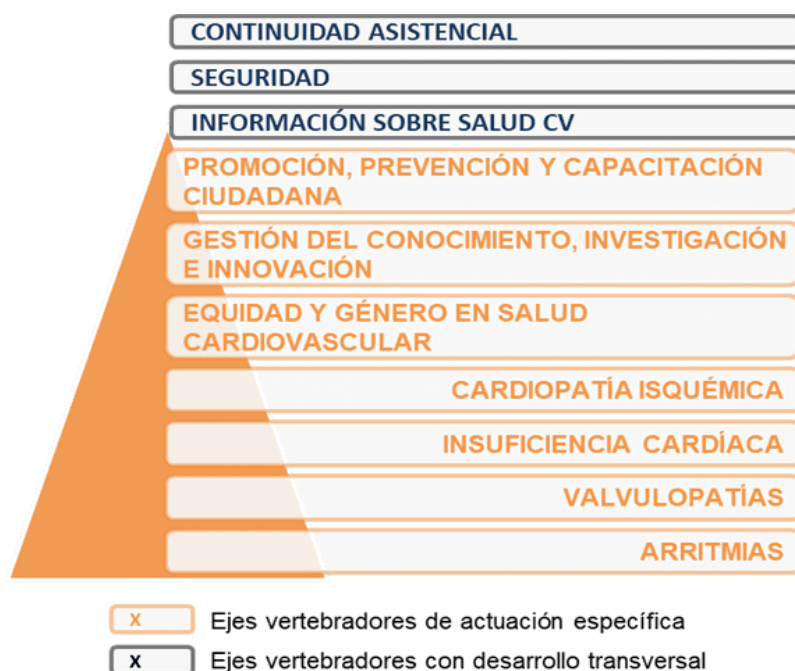 CONTINUIDAD ASISTENCIAL
SEGURIDAD
INFORMACIÓN SOBRE SALUD CV
PROMOCIÓN, PREVENCIÓN Y CAPACITACIÓN
CIUDADANA
GESTIÓN DEL CONOCIMIENTO, INVESTIGACIÓN
E INNOVACIÓN
EQUIDAD Y GÉNERO EN SALUD
CARDIOVASCULAR
CARDIOPATÍA ISQUÉMICA
INSUFICIENCIA CARDÍACA
VALVULOPATÍAS
ARRITMIAS
X Ejes vertebradores de actuación específica
X Ejes vertebradores con desarrollo transversal